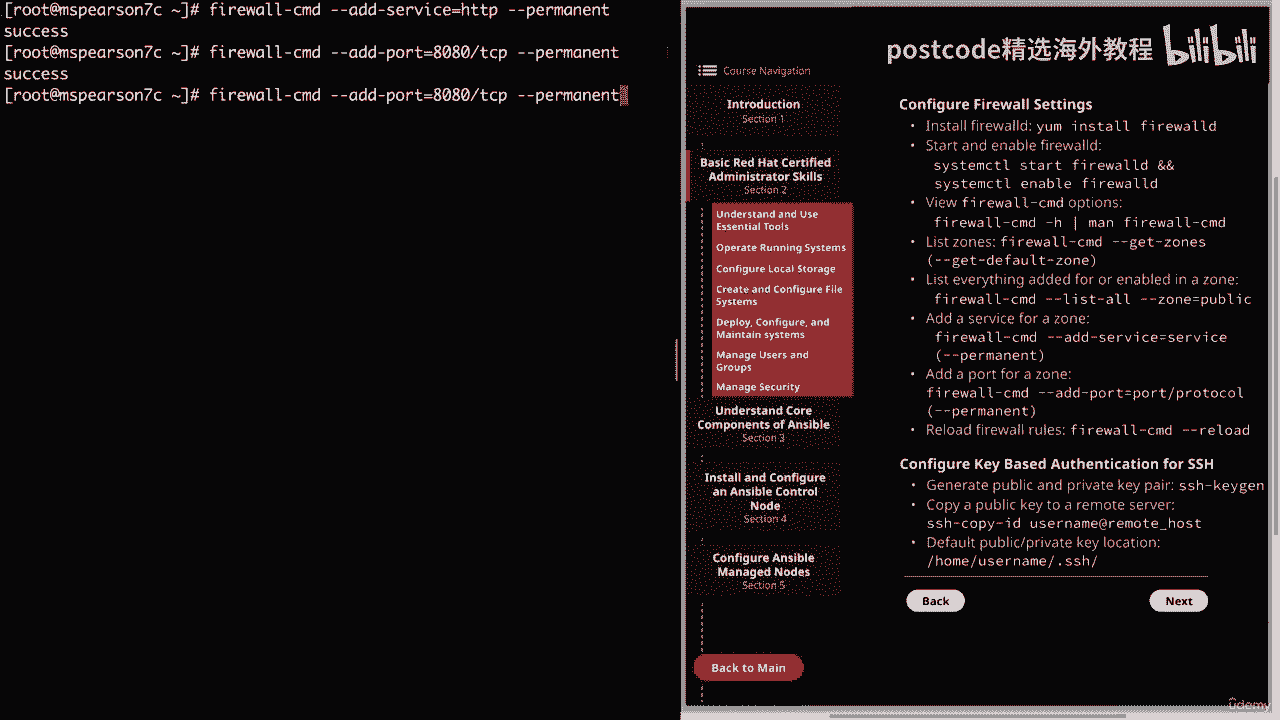 [root@mspearson7c ~]# firewall-cmd --add-service=http --permanent
success
[root@mspearson7c ~]# firewall-cmd --add-port=8080/tcp --permanent
success
[root@mspearson7c ~]# firewall-cmd --add-port=8080/tcp --permanent
postcode精选海外教程 bilibili
Course Navigation
Introduction
Section 1
Basic Red Hat Certified
Administrator Skills
Section 2
Understand and Use
Essential Tools
Operate Running Systems
Configure Local Storage
Create and Configure File
Systems
Deploy, Configure, and
Maintain systems
Manage Users and
Groups
Manage Security
Understand Core
Components of Ansible
Section 3
Install and Configure
an Ansible Control
Node
Section 4
Configure Ansible
Managed Nodes
Section 5
Back to Main
Configure Firewall Settings
• Install firewalld: yum install firewalld
• Start and enable firewalld:
systemctl start firewalld &&
systemctl enable firewalld
• View firewall-cmd options:
firewall-cmd -h | man firewall-cmd
• List zones: firewall-cmd --get-zones
(--get-default-zone)
• List everything added for or enabled in a zone:
firewall-cmd --list-all --zone=public
• Add a service for a zone:
firewall-cmd --add-service=service
(--permanent)
• Add a port for a zone:
firewall-cmd --add-port=port/protocol
(--permanent)
• Reload firewall rules: firewall-cmd --reload
Configure Key Based Authentication for SSH
• Generate public and private key pair: ssh-keygen
• Copy a public key to a remote server:
ssh-copy-id username@remote_host
• Default public/private key location:
/home/username/.ssh/
Back
Next
ûdemy